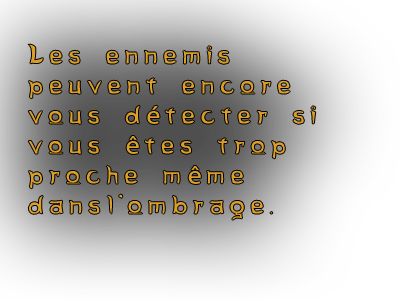 Les ennemis
peuvent encore
vous détecter si
vous êtes trop
proche même
dansl'ombrage.